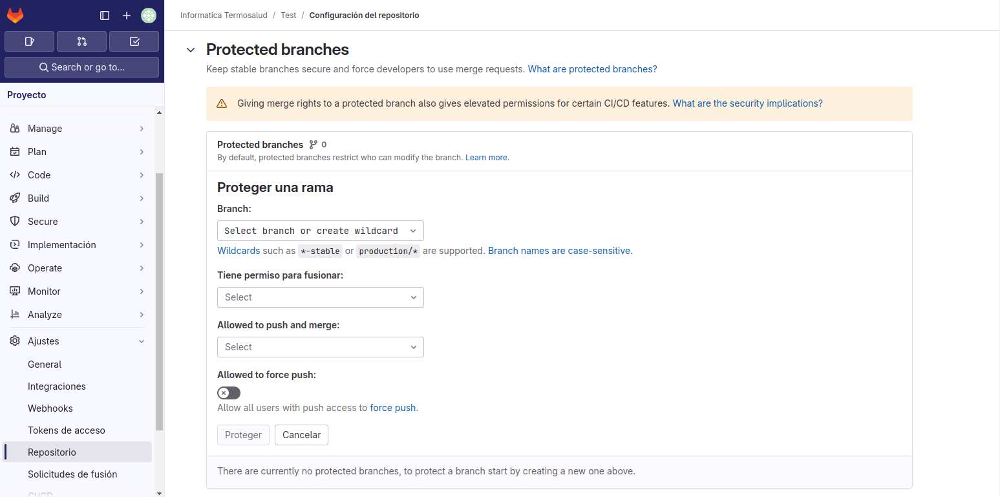 Informatica Termosalud / Test / Configuración del repositorio
Search or go to...
Proyecto
Manage
Plan
Code
Build
Secure
Implementación
Operate
Monitor
Analyze
Ajustes
General
Integraciones
Webhooks
Tokens de acceso
Repositorio
Solicitudes de fusión
CI/CD
Protected branches
Keep stable branches secure and force developers to use merge requests. What are protected branches?
Giving merge rights to a protected branch also gives elevated permissions for certain CI/CD features. What are the security implications?
Protected branches 0
By default, protected branches restrict who can modify the branch. Learn more.
Proteger una rama
Branch:
Select branch or create wildcard
Wildcards such as *-stable or production/* are supported. Branch names are case-sensitive.
Tiene permiso para fusionar:
Select
Allowed to push and merge:
Select
Allowed to force push:
Allow all users with push access to force push.
Proteger Cancelar
There are currently no protected branches, to protect a branch start by creating a new one above.